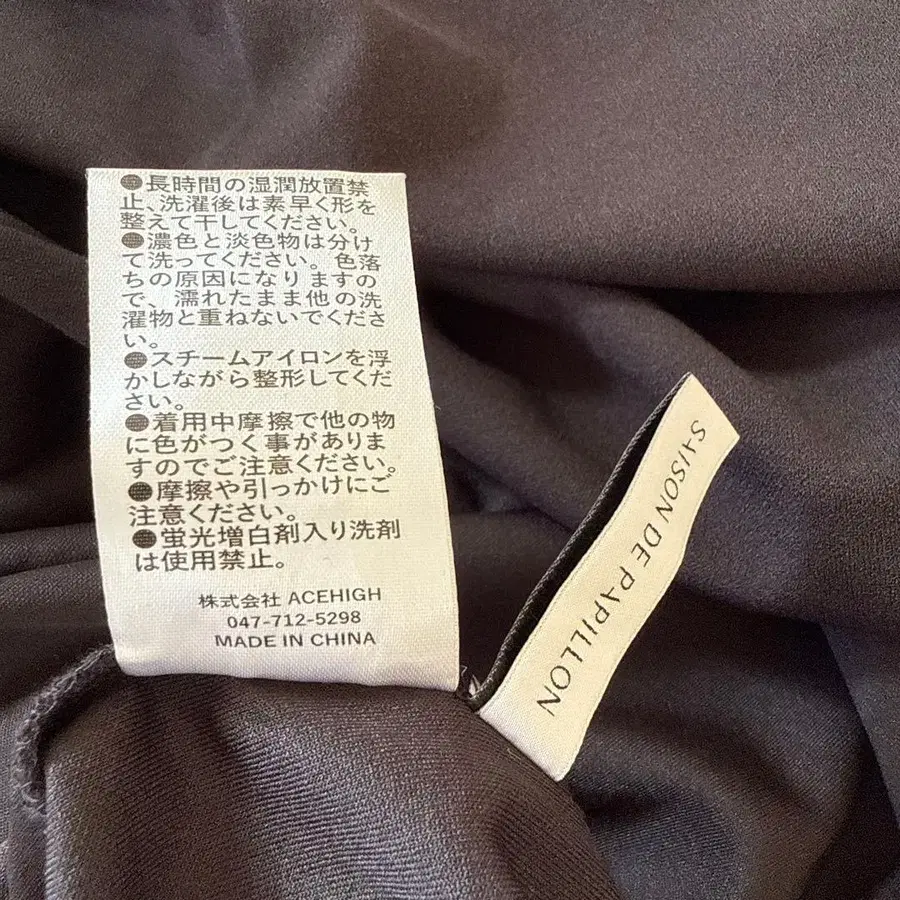 ●長時間の湿潤放置禁
止、洗濯後は素早く形を
整えて干してください。
●濃色と淡色物は分け
て洗ってください。色落
ちの原因になり ますの
で、濡れたまま他の洗
濯物と重ねないでくださ
い。
●スチームアイロンを浮
かしながら整形してくだ
さい。
●着用中摩擦で他の物
に色がつく事がありま
すのでご注意ください。
●摩擦や引っかけにご
注意ください。
●蛍光増白剤入り洗剤
は使用禁止。
株式会社 ACEHIGH
047-712-5298
MADE IN CHINA
SAISON DE PAPILLON